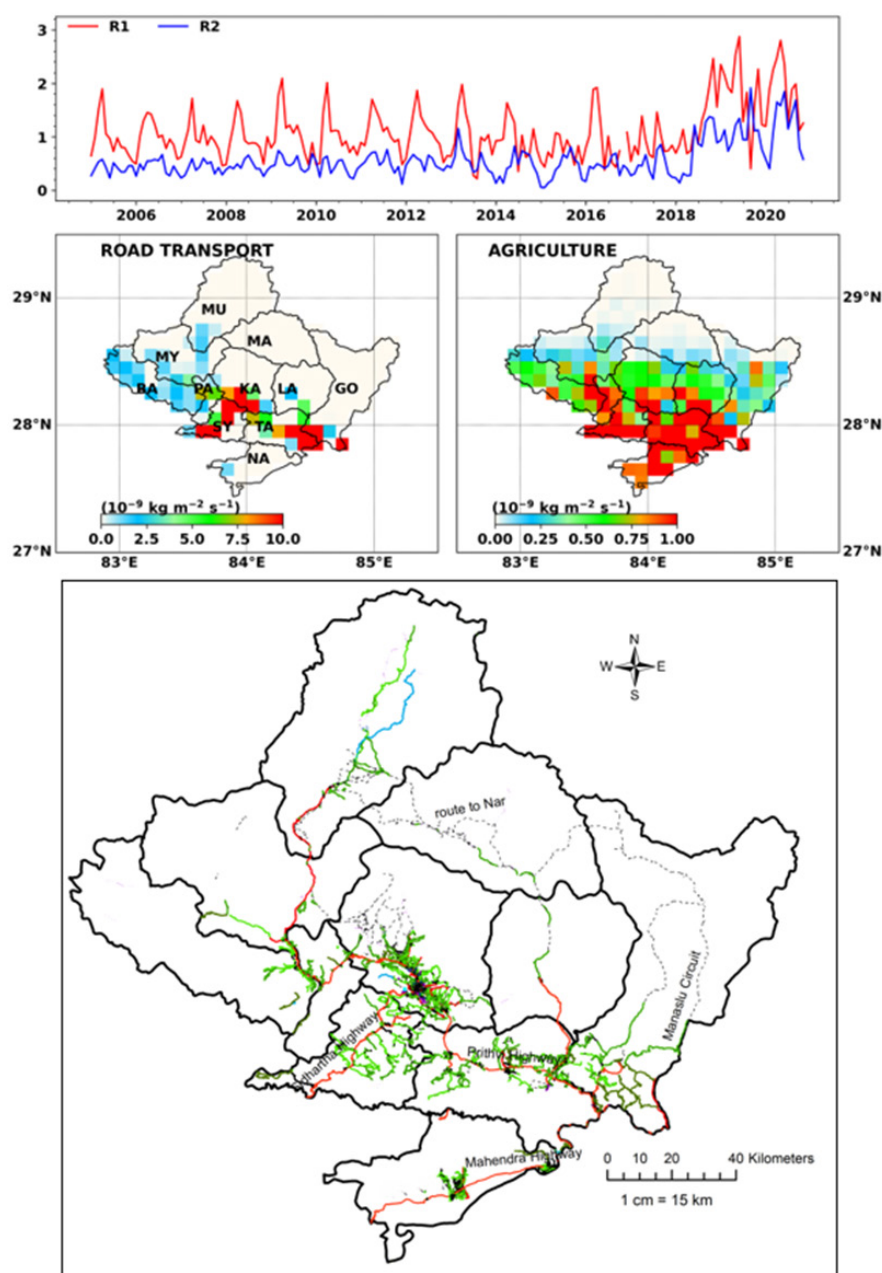 R1 R2
3
2
1
0
2006 2008 2010 2012 2014 2016 2018 2020
ROAD TRANSPORT AGRICULTURE
29°N 29°N
MU
MA
MY
BA PA KA LA GO
28°N 28°N
SY TA
NA
(10⁻⁹ kg m⁻² s⁻¹) (10⁻⁹ kg m⁻² s⁻¹)
0.0 2.5 5.0 7.5 10.0 0.00 0.25 0.50 0.75 1.00
27°N 27°N
83°E 84°E 85°E 83°E 84°E 85°E
N
W E
S
route to Nar
Manaslu Circuit
Highway
Prithvi Highway
Mahendra Highway
0 10 20 40 Kilometers
1 cm = 15 km